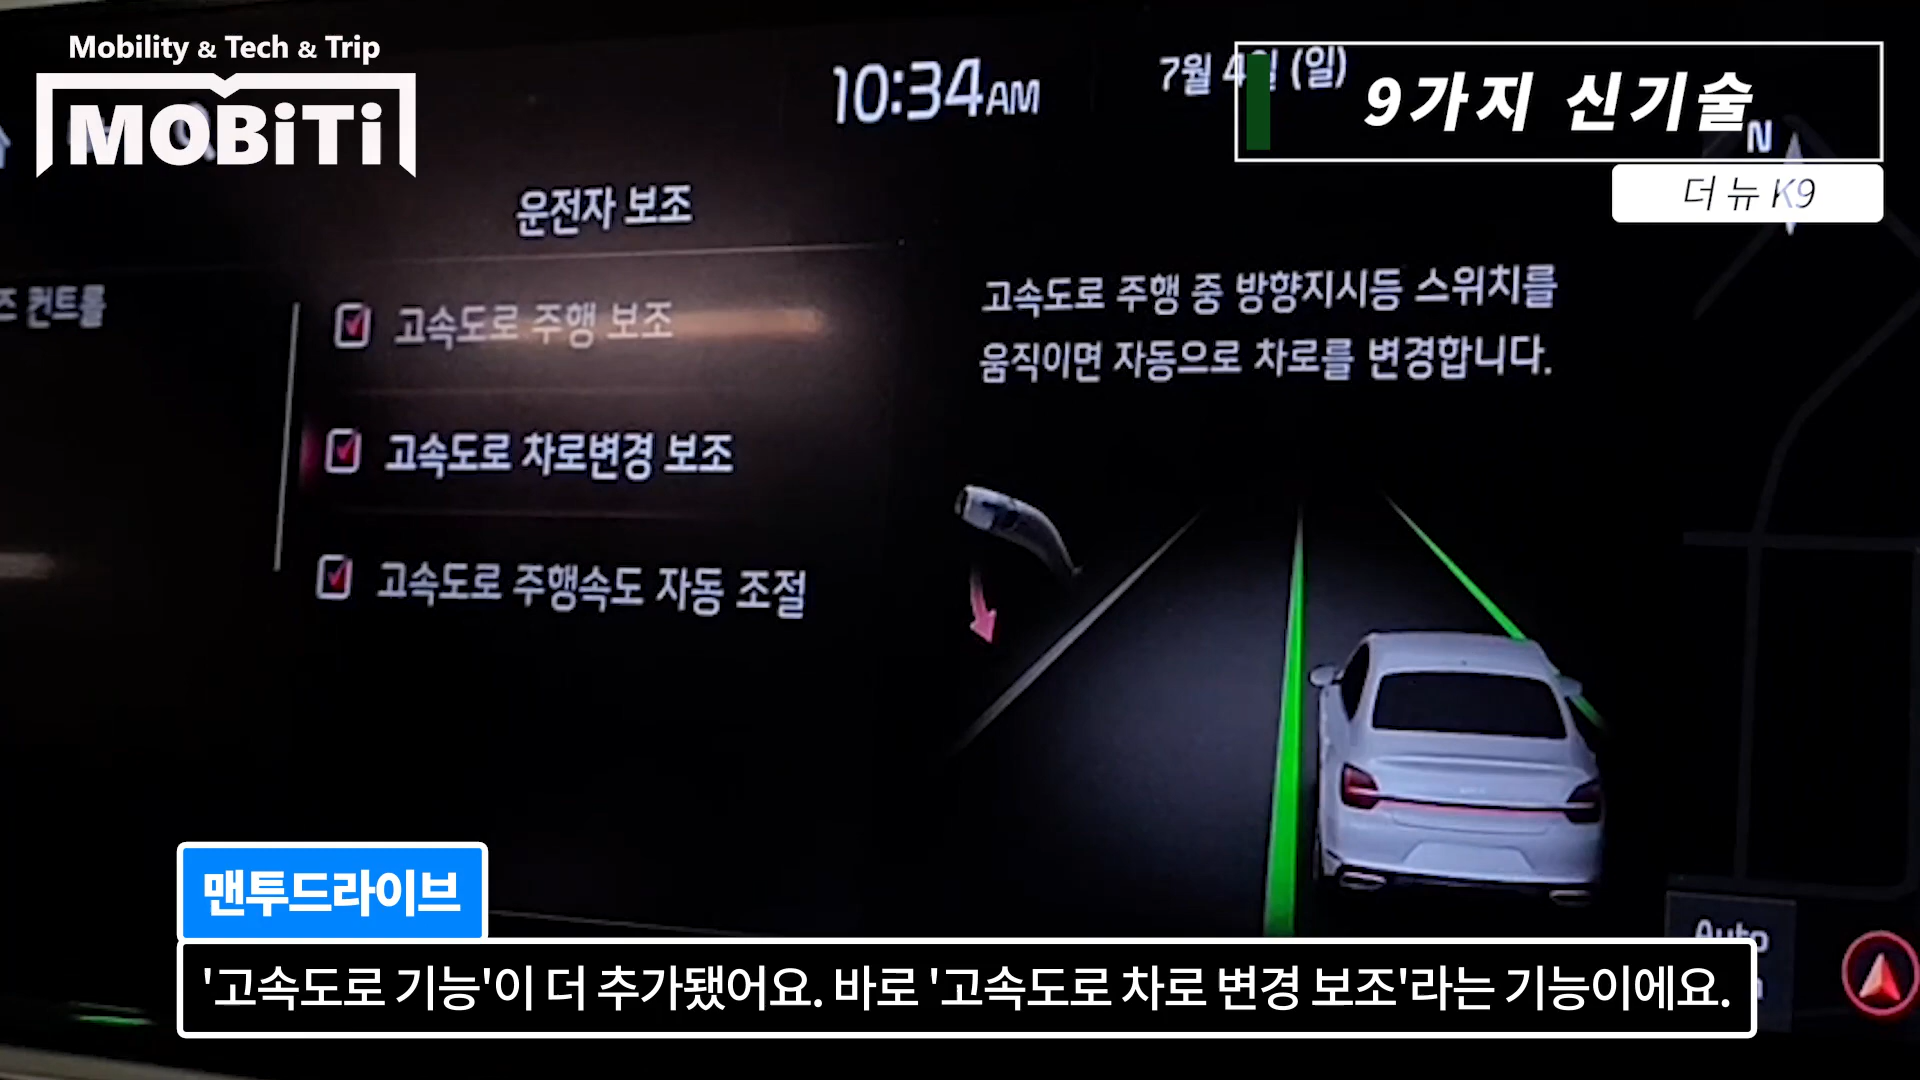 Mobility & Tech & Trip
MOBiTi
10:34AM
7월 4일 (일)
9가지 신기술
N
더 뉴 K9
운전자 보조
컨트롤
고속도로 주행 보조
고속도로 차로변경 보조
고속도로 주행속도 자동 조절
고속도로 주행 중 방향지시등 스위치를
움직이면 자동으로 차로를 변경합니다.
Auto
맨투드라이브
'고속도로 기능'이 더 추가됐어요. 바로 '고속도로 차로 변경 보조'라는 기능이에요.